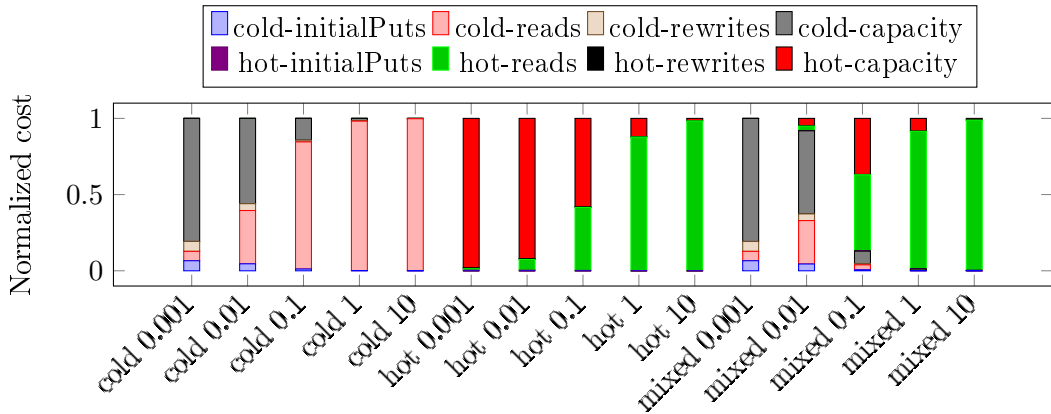 cold-initialPuts cold-reads cold-rewrites cold-capacity
hot-initialPuts hot-reads hot-rewrites hot-capacity
Normalized cost
1
0.5
0
cold 0.001
cold 0.01
cold 0.1
cold 1
cold 10
hot 0.001
hot 0.01
hot 0.1
hot 1
hot 10
mixed 0.001
mixed 0.01
mixed 0.1
mixed 1
mixed 10